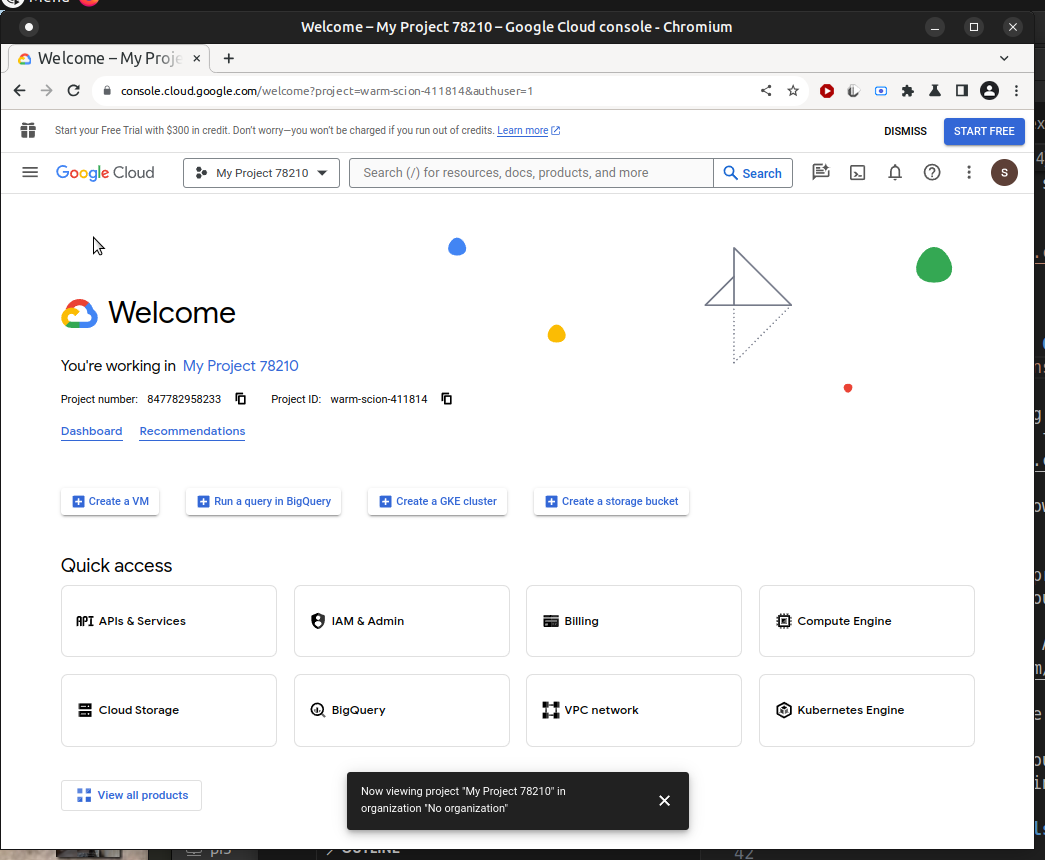 Menu
Welcome – My Project 78210 – Google Cloud console - Chromium
Welcome – My Proje
console.cloud.google.com/welcome?project=warm-scion-411814&authuser=1
Start your Free Trial with $300 in credit. Don't worry—you won't be charged if you run out of credits. Learn more
DISMISS
START FREE
Google Cloud
My Project 78210
Search (/) for resources, docs, products, and more
Search
S
Welcome
You're working in My Project 78210
Project number: 847782958233
Project ID: warm-scion-411814
Dashboard
Recommendations
Create a VM
Run a query in BigQuery
Create a GKE cluster
Create a storage bucket
Quick access
API APIs & Services
IAM & Admin
Billing
Compute Engine
Cloud Storage
BigQuery
VPC network
Kubernetes Engine
View all products
Now viewing project "My Project 78210" in
organization "No organization"
OUTLINE
42